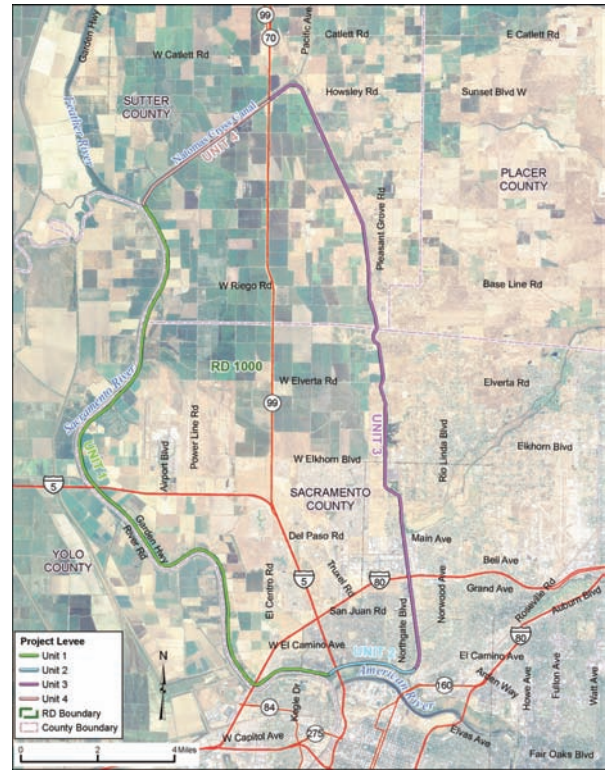 99
70
Garden Hwy
W Catlett Rd
Pacific Ave
Catlett Rd
E Catlett Rd
Howsley Rd
Sunset Blvd W
SUTTER
COUNTY
Feather River
Natomas Cross Canal
UNIT 4
PLACER
COUNTY
Pleasant Grove Rd
W Riego Rd
Base Line Rd
RD 1000
W Elverta Rd
Elverta Rd
99
Sacramento River
UNIT 1
UNIT 3
Airport Blvd
Power Line Rd
Rio Linda Blvd
Elkhorn Blvd
W Elkhorn Blvd
5
SACRAMENTO
COUNTY
Garden Hwy
River Rd
YOLO
COUNTY
Del Paso Rd
Main Ave
El Centro Rd
5
Truxel Rd
80
Bell Ave
Grand Ave
Norwood Ave
Roseville Rd
Auburn Blvd
San Juan Rd
Northgate Blvd
80
W El Camino Ave
UNIT 2
El Camino Ave
American River
Arden Way
160
Howe Ave
Fulton Ave
Watt Ave
84
Kegle Dr
275
W Capitol Ave
Elvas Ave
Fair Oaks Blvd
Project Levee
Unit 1
Unit 2
Unit 3
Unit 4
RD Boundary
County Boundary
N
0 2 4 Miles